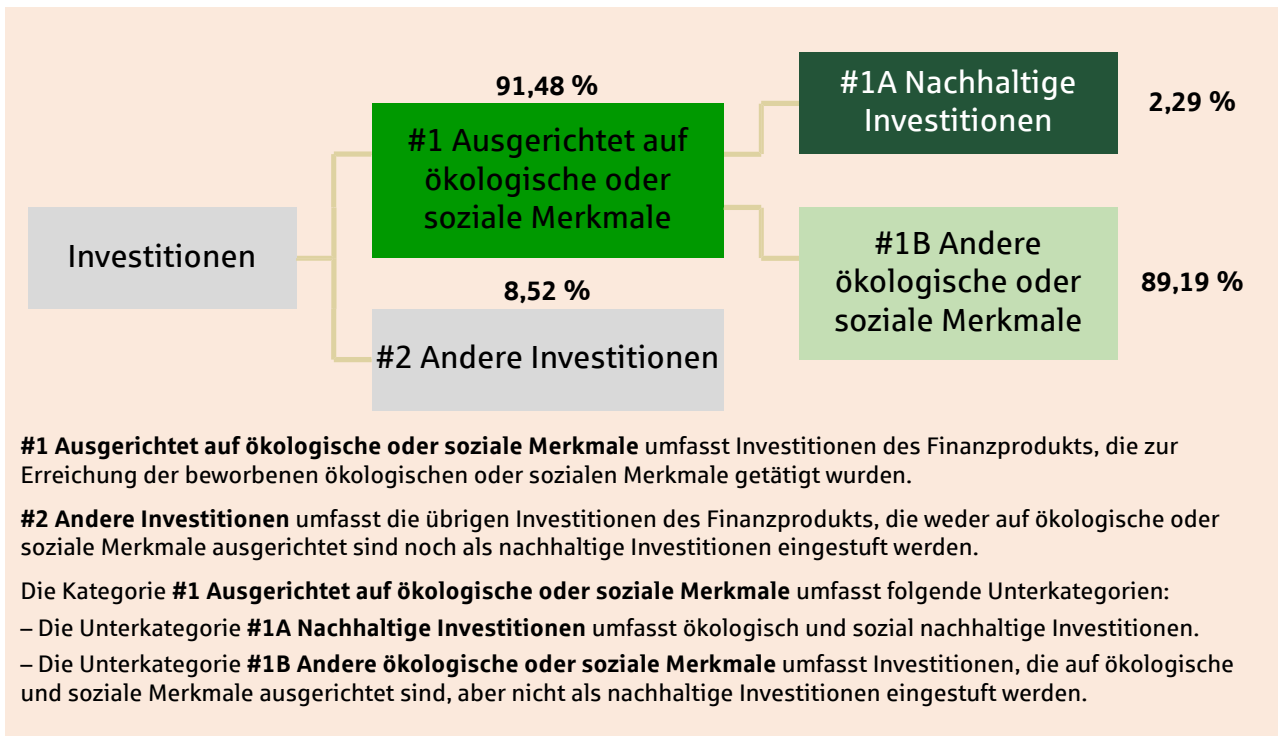 91,48 %
#1 Ausgerichtet auf
ökologische oder
soziale Merkmale
#1A Nachhaltige
Investitionen
2,29 %
Investitionen
#1B Andere
ökologische oder
soziale Merkmale
89,19 %
8,52 %
#2 Andere Investitionen
#1 Ausgerichtet auf ökologische oder soziale Merkmale umfasst Investitionen des Finanzprodukts, die zur
Erreichung der beworbenen ökologischen oder sozialen Merkmale getätigt wurden.
#2 Andere Investitionen umfasst die übrigen Investitionen des Finanzprodukts, die weder auf ökologische oder
soziale Merkmale ausgerichtet sind noch als nachhaltige Investitionen eingestuft werden.
Die Kategorie #1 Ausgerichtet auf ökologische oder soziale Merkmale umfasst folgende Unterkategorien:
– Die Unterkategorie #1A Nachhaltige Investitionen umfasst ökologisch und sozial nachhaltige Investitionen.
– Die Unterkategorie #1B Andere ökologische oder soziale Merkmale umfasst Investitionen, die auf ökologische
und soziale Merkmale ausgerichtet sind, aber nicht als nachhaltige Investitionen eingestuft werden.